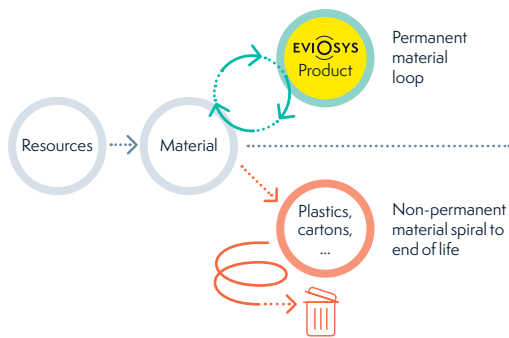 EVIOSYS
Product
Permanent
material
loop
Resources
Material
Plastics,
cartons,
...
Non-permanent
material spiral to
end of life